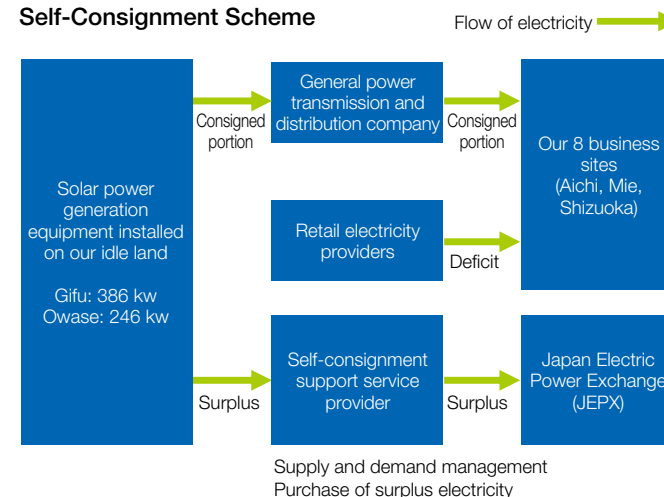 Self-Consignment Scheme
Flow of electricity
Solar power
generation
equipment installed
on our idle land
Gifu: 386 kw
Owase: 246 kw
Consigned
portion
General power
transmission and
distribution company
Consigned
portion
Our 8 business
sites
(Aichi, Mie,
Shizuoka)
Retail electricity
providers
Deficit
Surplus
Self-consignment
support service
provider
Surplus
Japan Electric
Power Exchange
(JEPX)
Supply and demand management
Purchase of surplus electricity